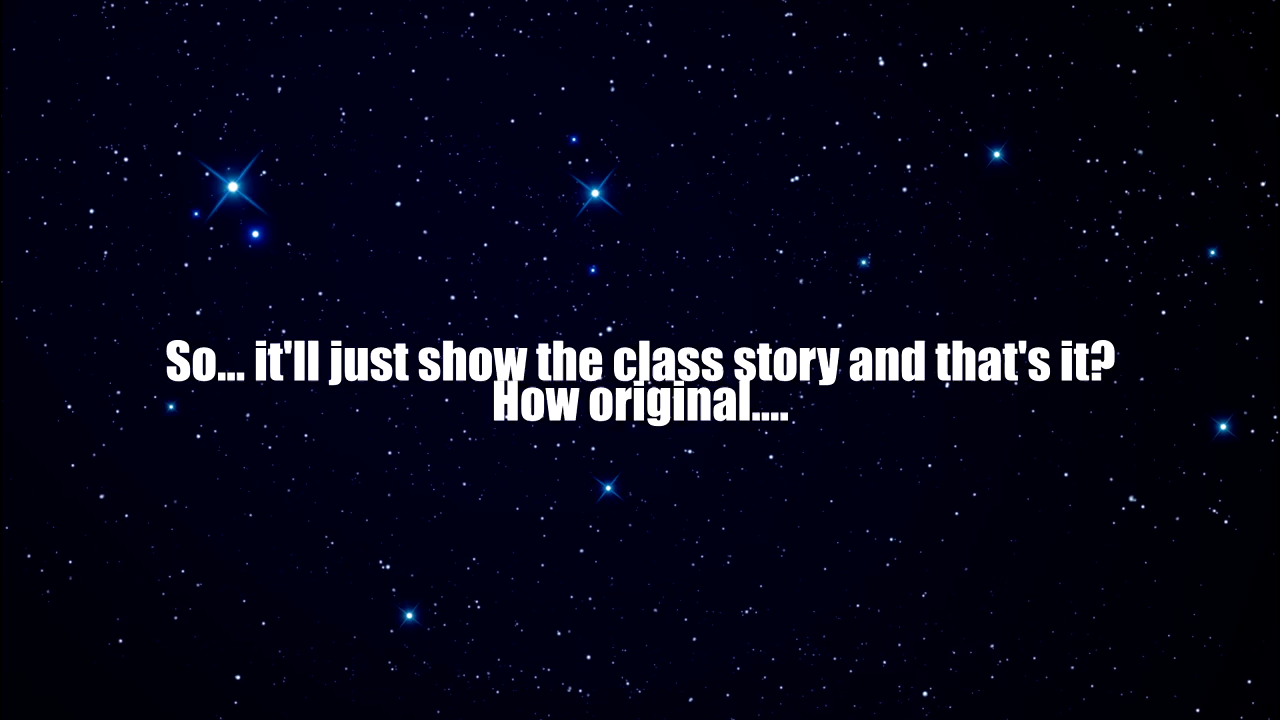 So... it'll just show the class story and that's it?
How original....